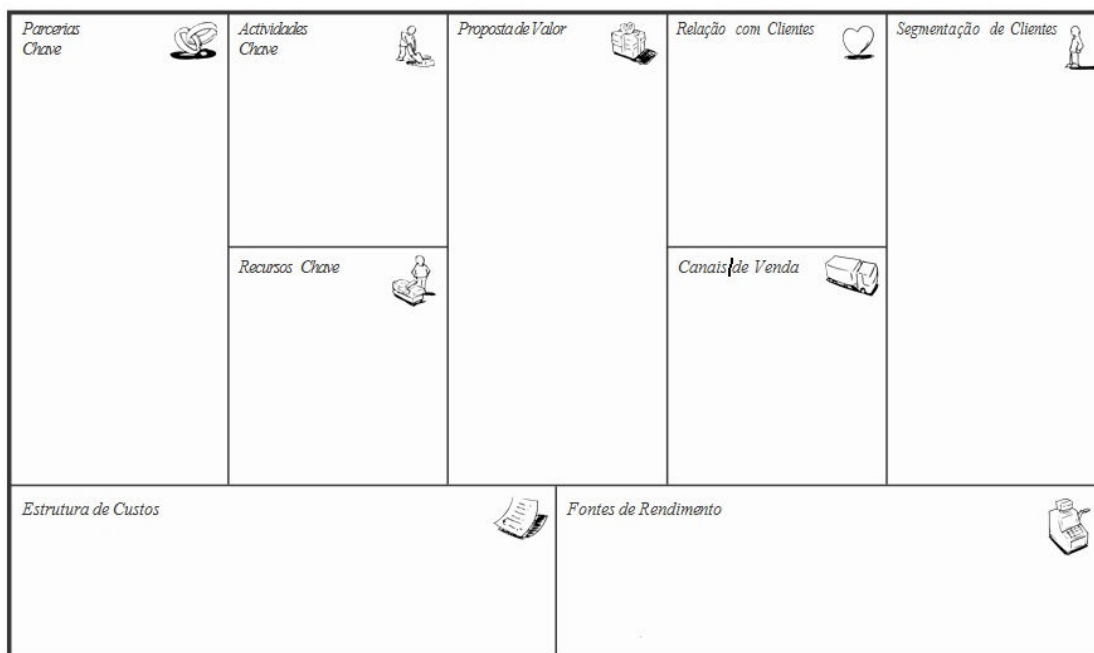 Parcerias
Chave
Actividades
Chave
Proposta de Valor
Relação com Clientes
Segmentação de Clientes
Recursos Chave
Canais de Venda
Estrutura de Custos
Fontes de Rendimento